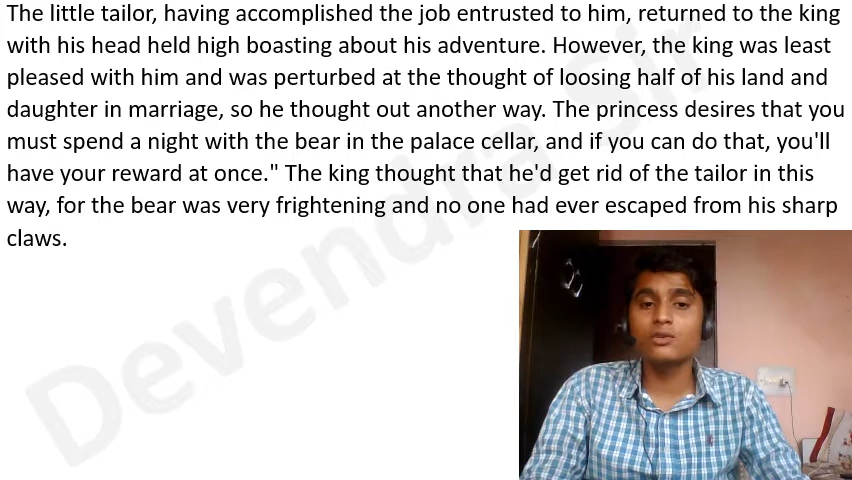 The little tailor, having accomplished the job entrusted to him, returned to the king
with his head held high boasting about his adventure. However, the king was least
pleased with him and was perturbed at the thought of loosing half of his land and
daughter in marriage, so he thought out another way. The princess desires that you
must spend a night with the bear in the palace cellar, and if you can do that, you'll
have your reward at once." The king thought that he'd get rid of the tailor in this
way, for the bear was very frightening and no one had ever escaped from his sharp
claws.
Devendra Sir